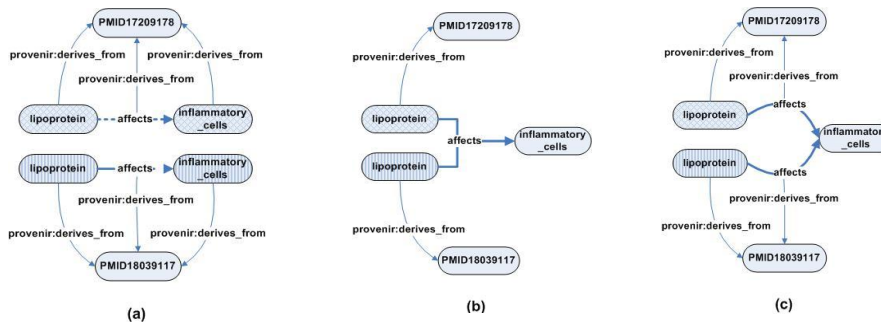 PMID17209178
provenir:derives_from
provenir:derives_from
provenir:derives_from
lipoprotein
affects
inflammatory
_cells
lipoprotein
affects
inflammatory
_cells
provenir:derives_from
provenir:derives_from
provenir:derives_from
PMID18039117
(a)
PMID17209178
provenir:derives_from
lipoprotein
affects
inflammatory
_cells
lipoprotein
provenir:derives_from
PMID18039117
(b)
PMID17209178
provenir:derives_from
provenir:derives_from
lipoprotein
affects
inflammatory
_cells
lipoprotein
affects
provenir:derives_from
provenir:derives_from
PMID18039117
(c)